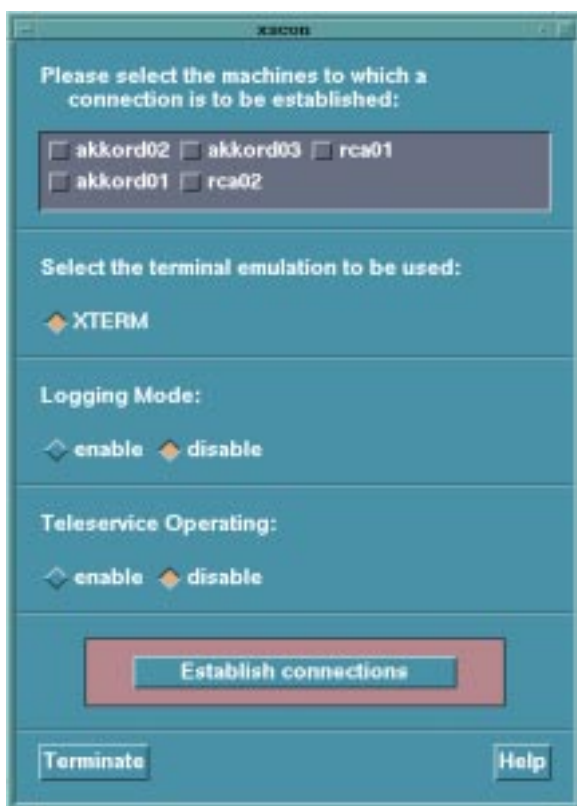 xscon
Please select the machines to which a
connection is to be established:
akkord02 akkord03 rca01
akkord01 rca02
Select the terminal emulation to be used:
XTERM
Logging Mode:
enable disable
Teleservice Operating:
enable disable
Establish connections
Terminate Help